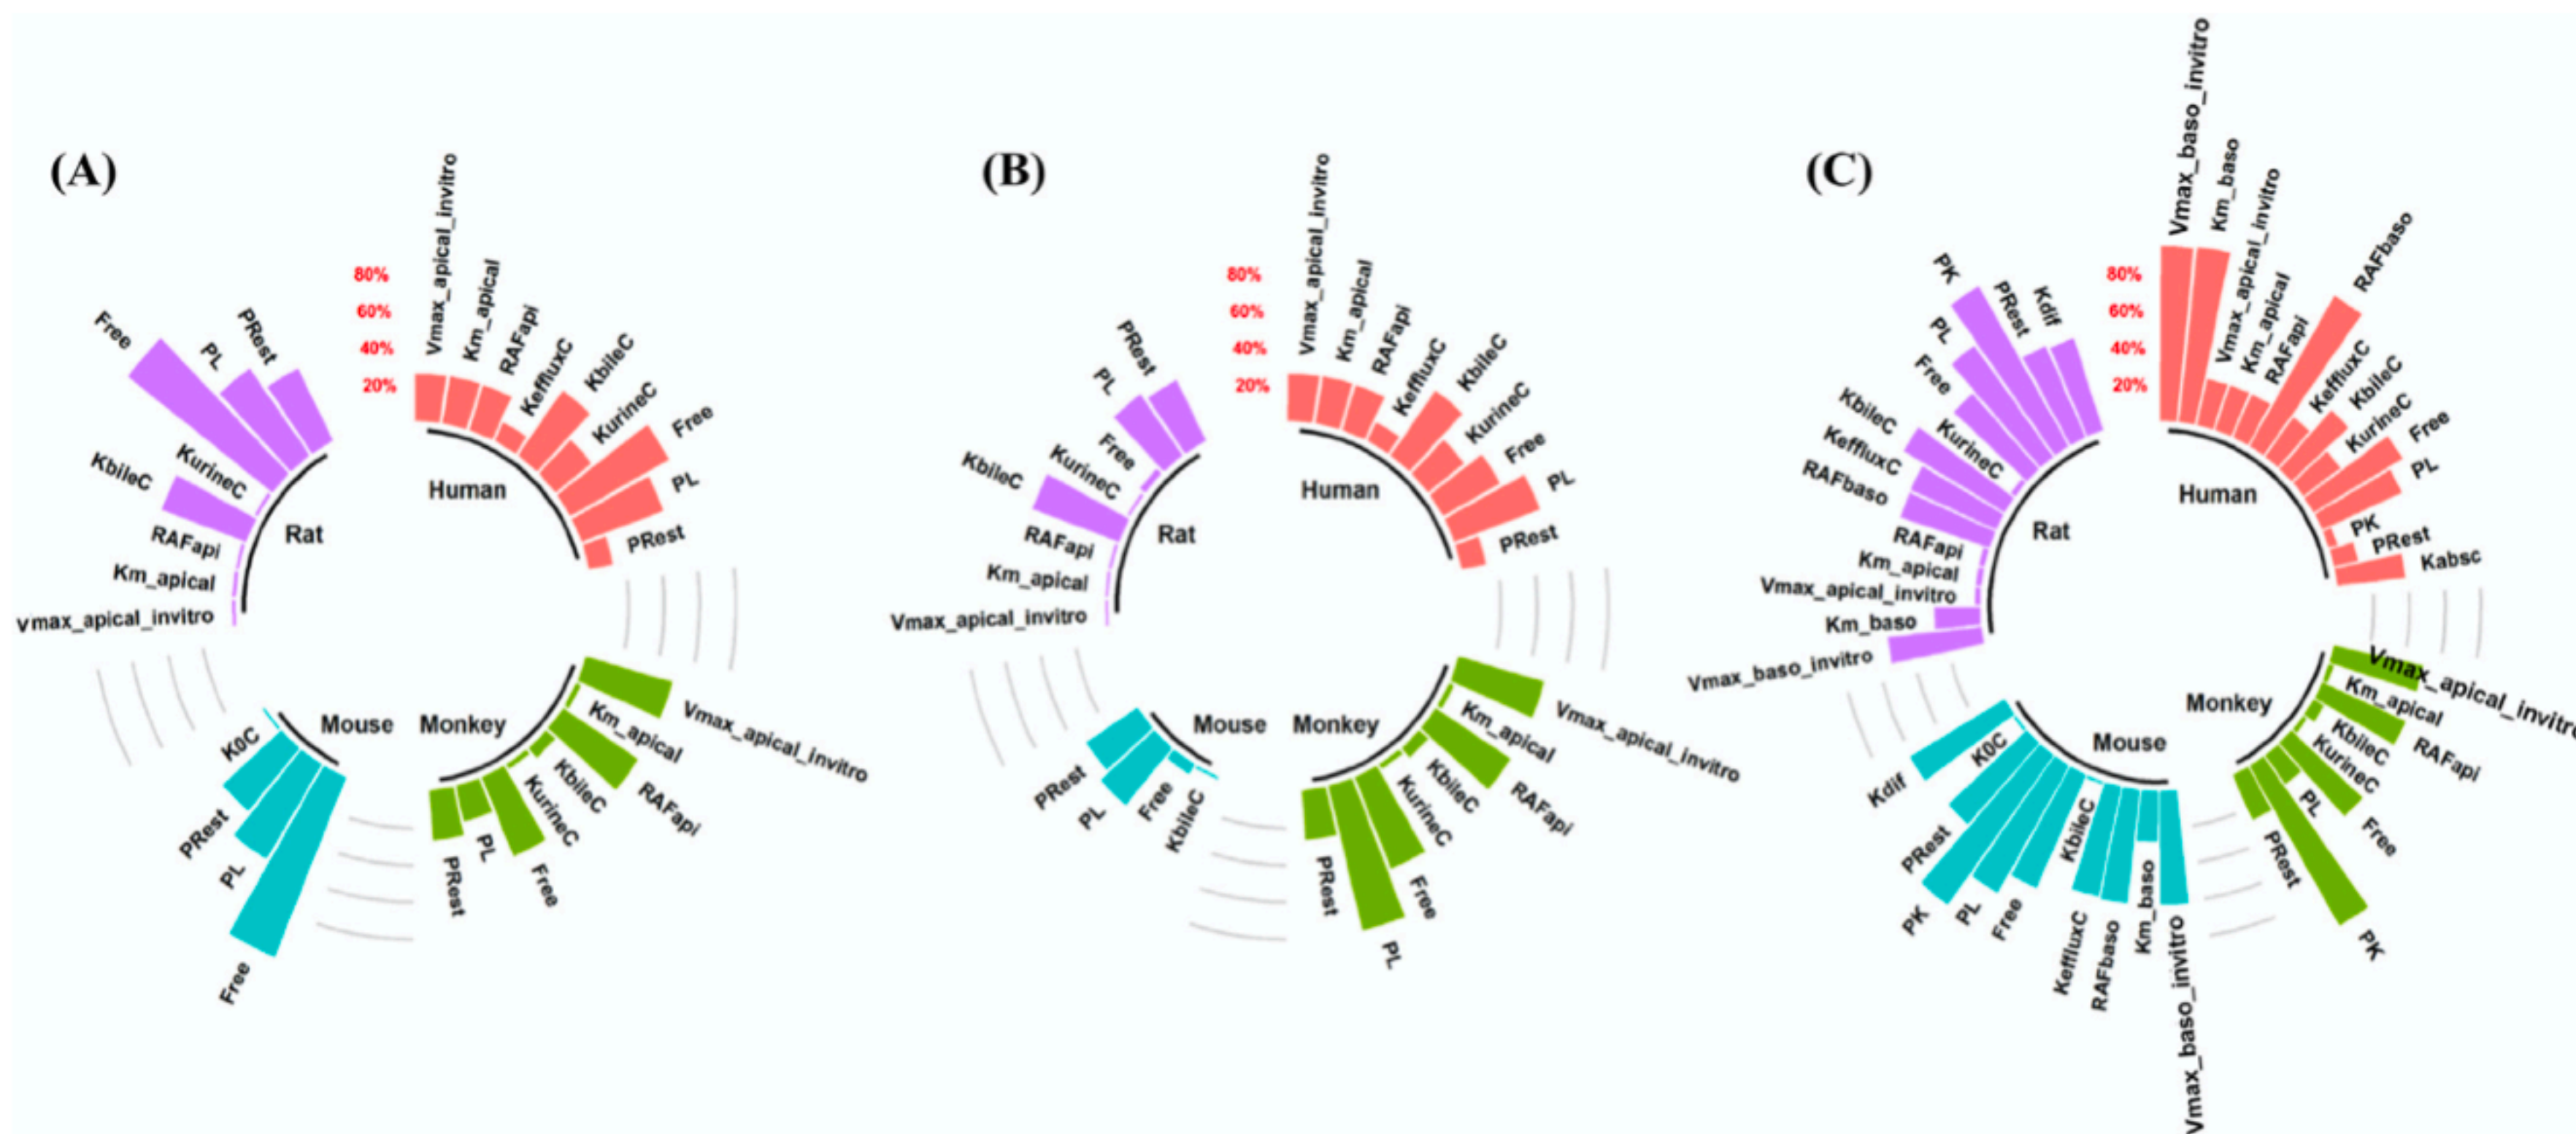 (A)
80%
60%
40%
20%
Vmax_apical_invitro
Km_apical
RAFapi
KeffluxC
KbileC
KurineC
Free
PL
PRest
Human
Vmax_apical_invitro
Km_apical
RAFapi
KbileC
KurineC
Free
PL
PRest
Monkey
Free
PL
PRest
K0C
Mouse
Vmax_apical_invitro
Km_apical
RAFapi
KbileC
KurineC
Free
PL
PRest
Rat
(B)
80%
60%
40%
20%
Vmax_apical_invitro
Km_apical
RAFapi
KeffluxC
KbileC
KurineC
Free
PL
PRest
Human
Vmax_apical_invitro
Km_apical
RAFapi
KbileC
KurineC
Free
PL
PRest
Monkey
KbileC
Free
PL
PRest
Mouse
Vmax_apical_invitro
Km_apical
RAFapi
KbileC
KurineC
Free
PL
PRest
Rat
(C)
80%
60%
40%
20%
Vmax_baso_invitro
Km_baso
Vmax_apical_invitro
Km_apical
RAFapi
RAFbaso
KeffluxC
KbileC
KurineC
Free
PL
PK
PRest
Kabsc
Human
Vmax_apical_invitro
Km_apical
RAFapi
KbileC
KurineC
Free
PL
PK
PRest
Monkey
Vmax_baso_invitro
Km_baso
RAFbaso
KeffluxC
KbileC
Free
PL
PK
PRest
K0C
Kdif
Mouse
Vmax_baso_invitro
Km_baso
Vmax_apical_invitro
Km_apical
RAFapi
RAFbaso
KeffluxC
KbileC
KurineC
Free
PL
PK
PRest
Kdif
Rat